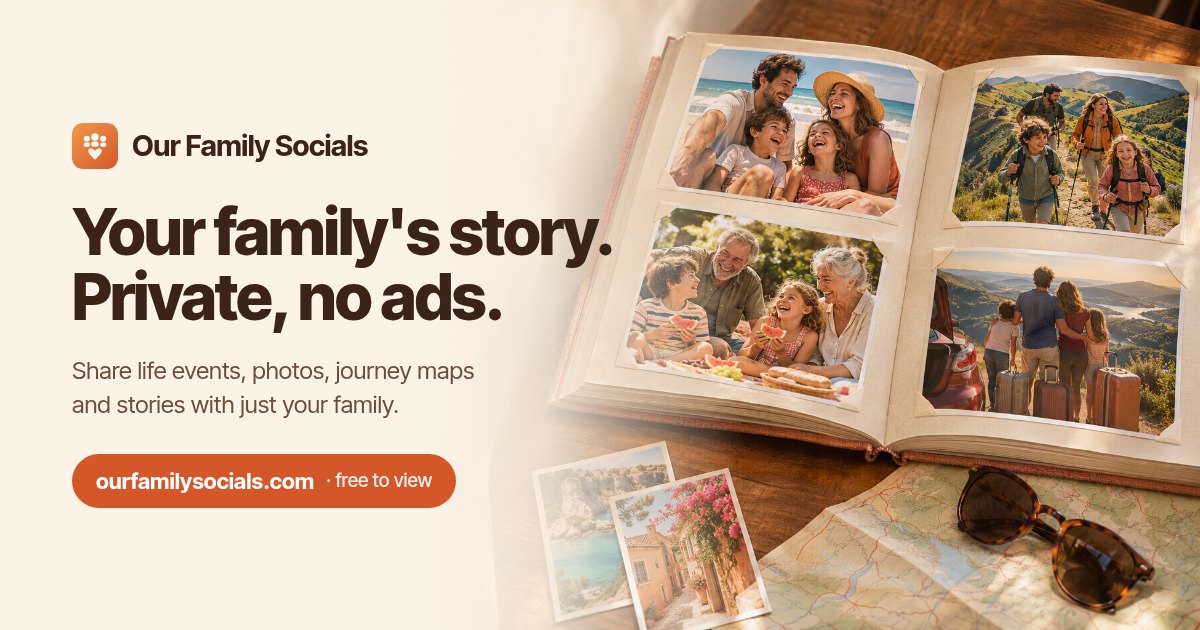 Our Family Socials
Your family's story.
Private, no ads.
Share life events, photos, journey maps
and stories with just your family.
ourfamilysocials.com · free to view